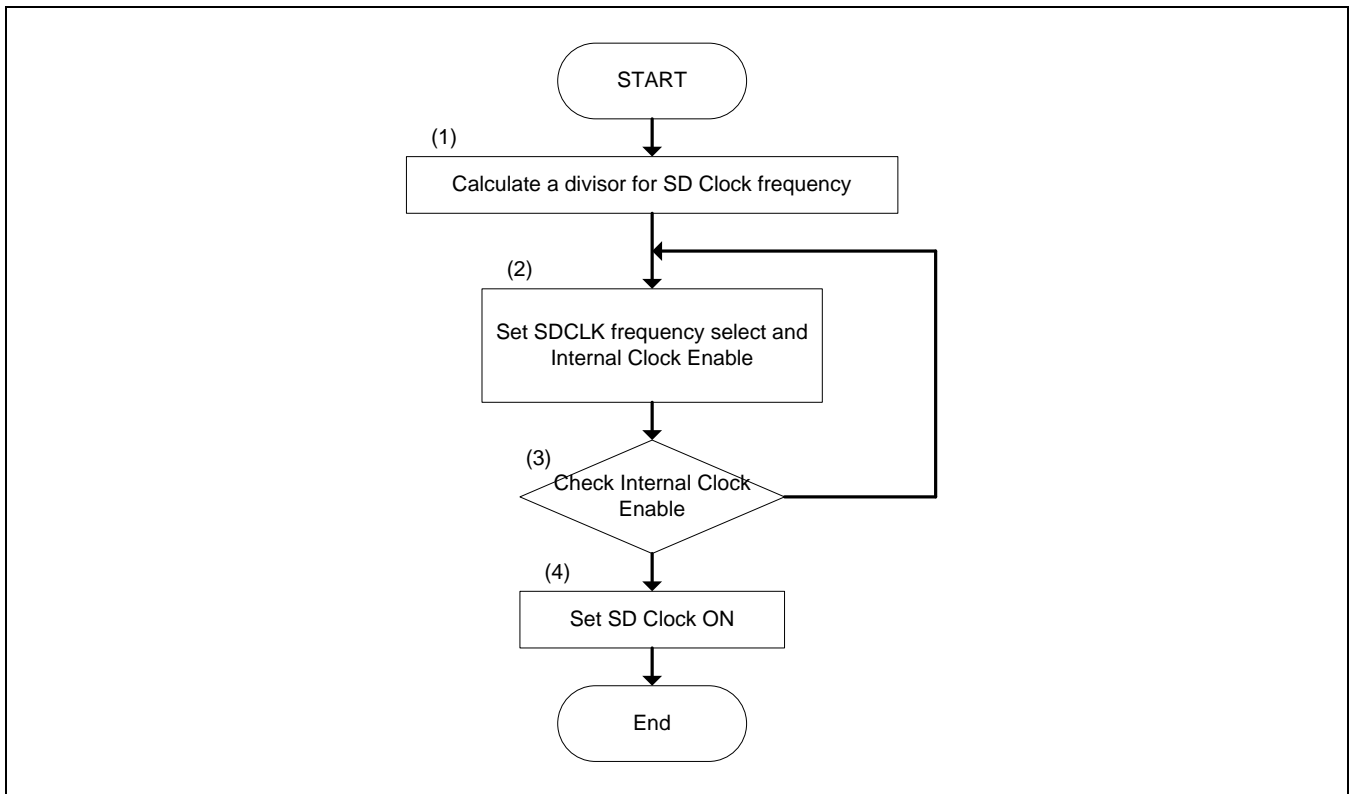 START
(1)
Calculate a divisor for SD Clock frequency
(2)
Set SDCLK frequency select and
Internal Clock Enable
(3)
Check Internal Clock
Enable
(4)
Set SD Clock ON
End